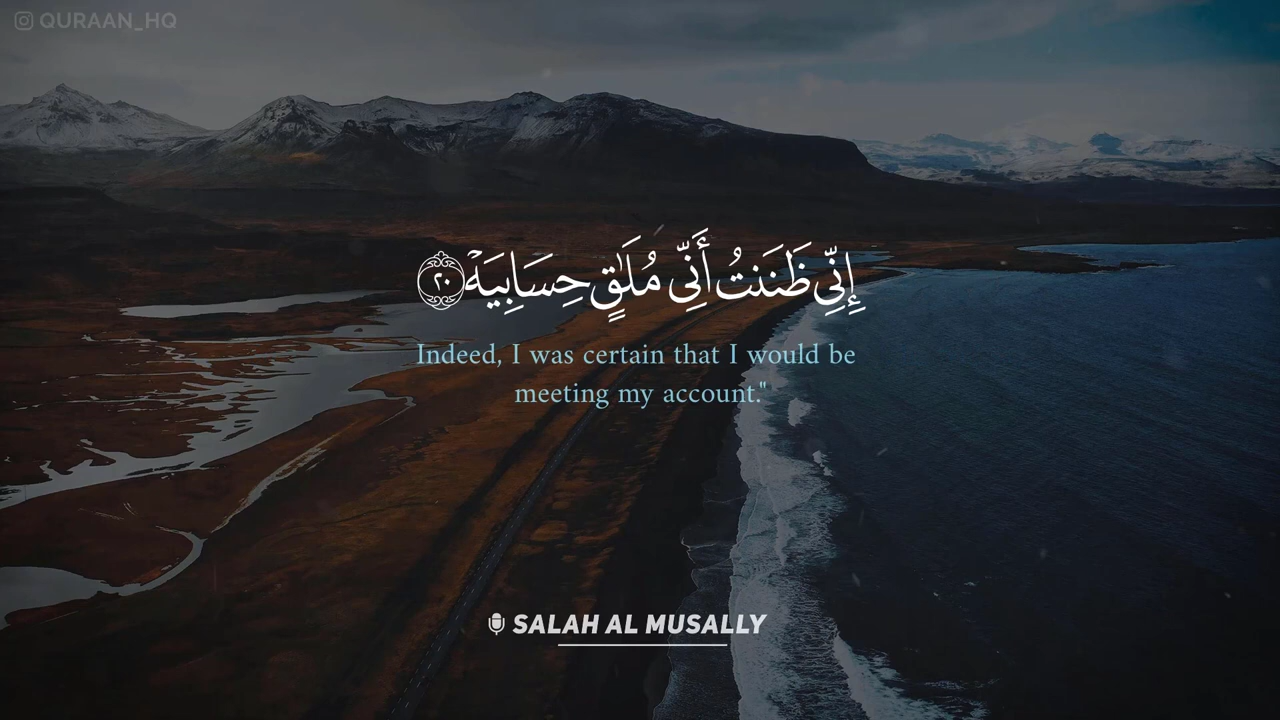 QURAAN_HQ
إِنِّى ظَنَنتُ أَنِّى مُلَـٰقٍ حِسَابِيَهْ ٢٠
Indeed, I was certain that I would be
meeting my account."
SALAH AL MUSALLY